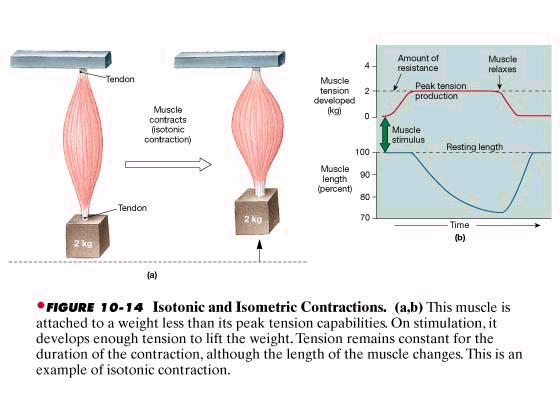 Tendon
Muscle
contracts
(isotonic
contraction)
Tendon
2 kg
2 kg
(a)
Amount of
resistance
Muscle
relaxes
Peak tension
production
Muscle
tension
developed
(kg)
4
2
0
Muscle
stimulus
Resting length
Muscle
length
(percent)
100
90
80
70
Time
(b)
•FIGURE 10-14 Isotonic and Isometric Contractions. (a,b) This muscle is
attached to a weight less than its peak tension capabilities. On stimulation, it
develops enough tension to lift the weight. Tension remains constant for the
duration of the contraction, although the length of the muscle changes. This is an
example of isotonic contraction.